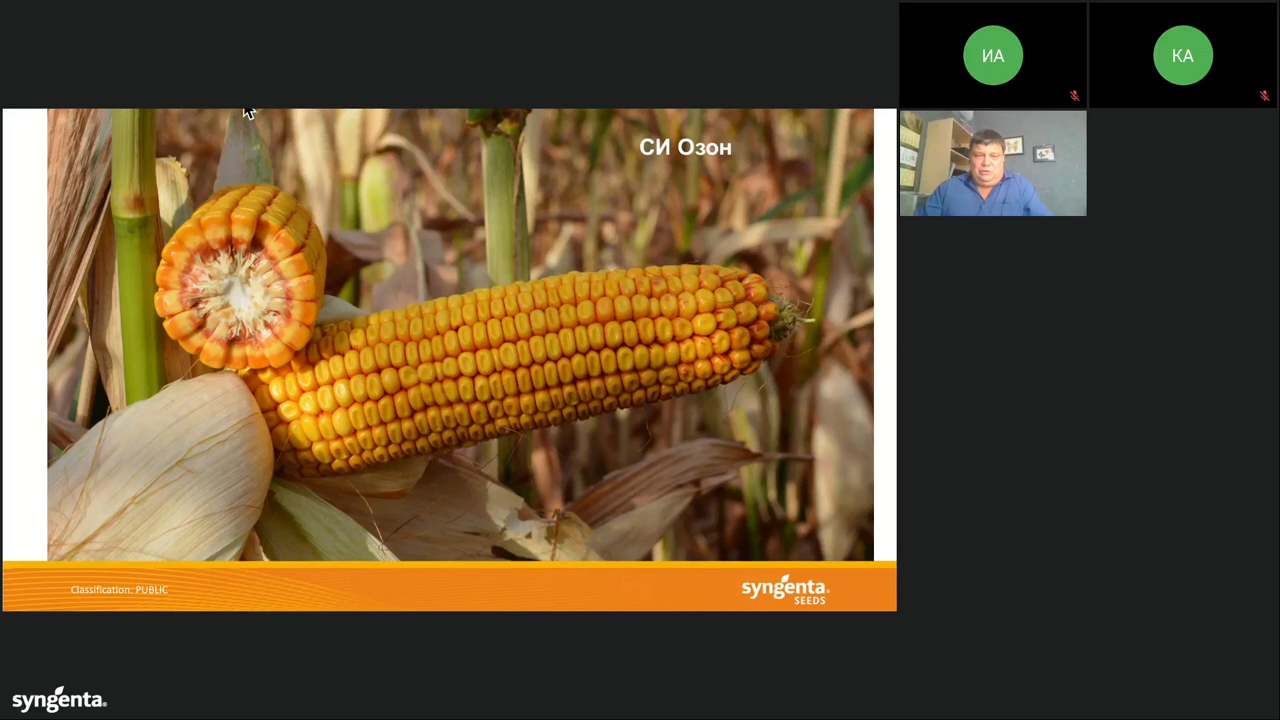 ИА
КА
СИ Озон
Classification: PUBLIC
syngenta
SEEDS
syngenta